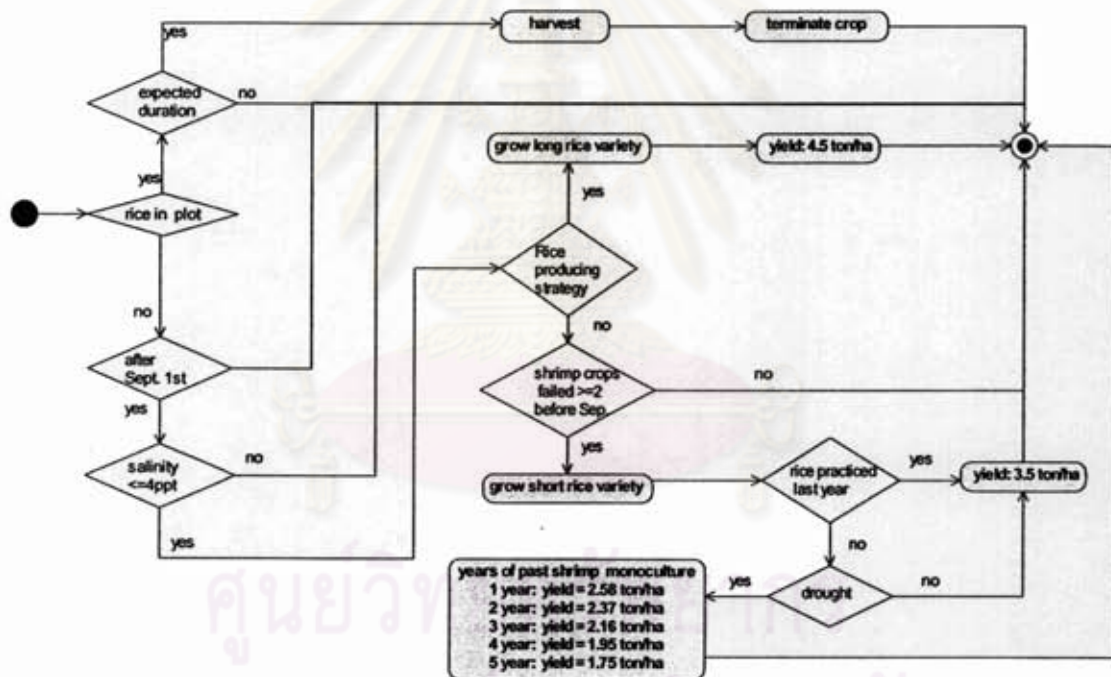 yes
harvest
terminate crop
expected
duration
no
grow long rice variety
yield: 4.5 ton/ha
yes
yes
rice in plot
Rice
producing
strategy
no
no
after
Sept. 1st
shrimp crops
failed >=2
before Sep.
no
yes
yes
salinity
<=4ppt
no
grow short rice variety
rice practiced
last year
yes
yield: 3.5 ton/ha
yes
no
years of past shrimp monoculture
1 year: yield = 2.58 ton/ha
2 year: yield = 2.37 ton/ha
3 year: yield = 2.16 ton/ha
4 year: yield = 1.95 ton/ha
5 year: yield = 1.75 ton/ha
yes
drought
no